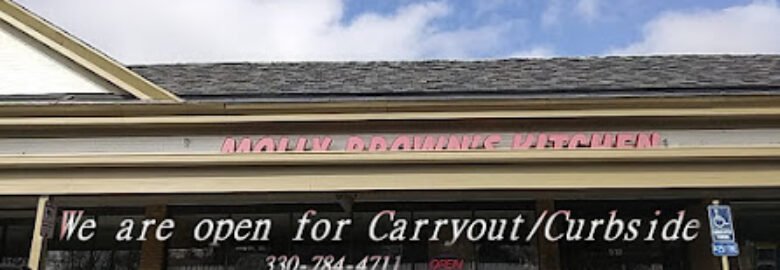 MOLLY BROWN'S KITCHEN
We are open for Carryout/Curbside
330-784-4711
OPEN